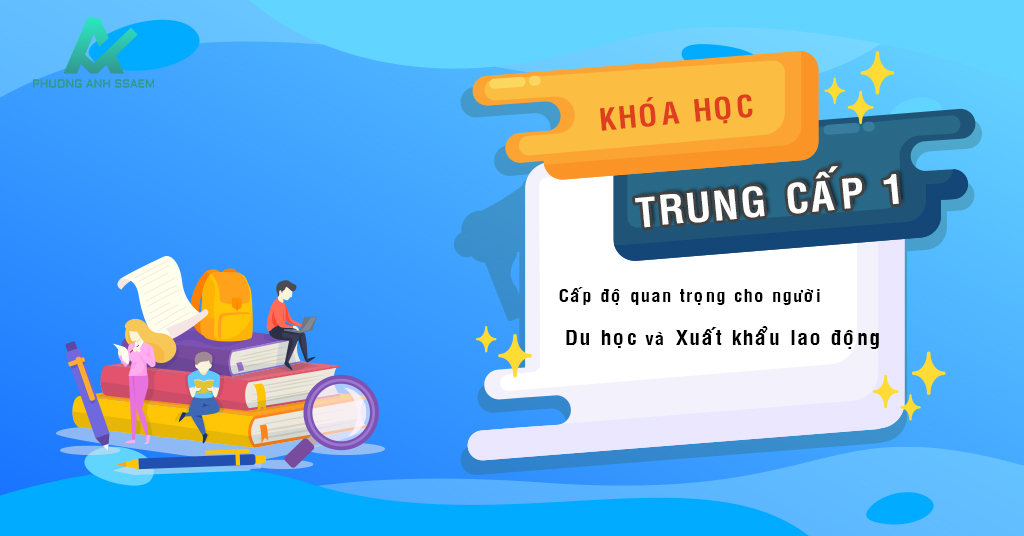 PHUONG ANH SSAEM
KHÓA HỌC
TRUNG CẤP 1
Cấp độ quan trọng cho người
Du học và Xuất khẩu lao động